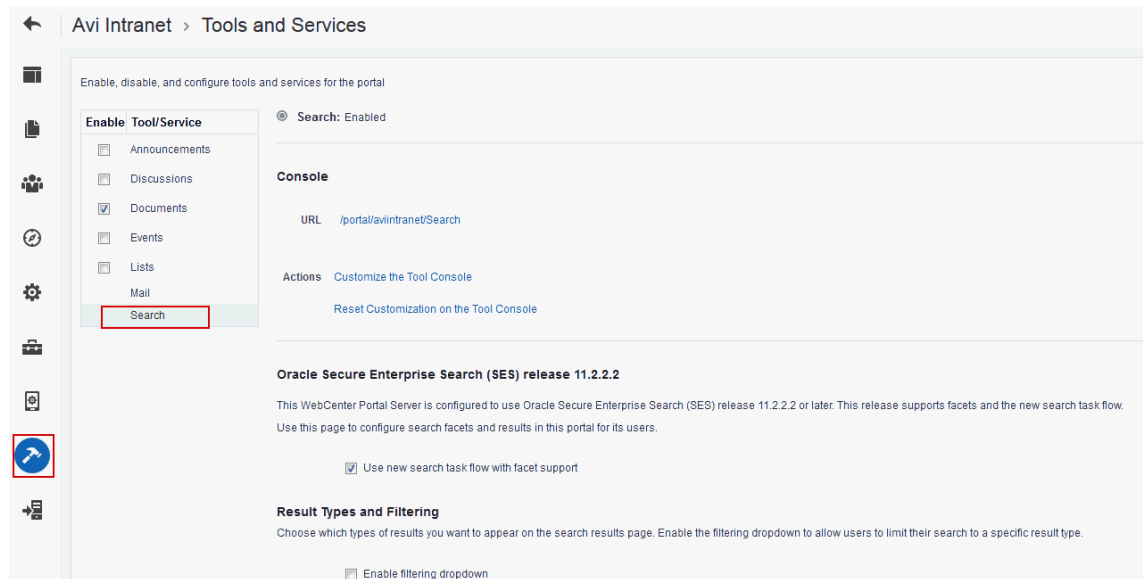 Avi Intranet > Tools and Services
Enable, disable, and configure tools and services for the portal
Enable Tool/Service
Announcements
Discussions
Documents
Events
Lists
Mail
Search
Search: Enabled
Console
URL /portal/aviintranet/Search
Actions Customize the Tool Console
Reset Customization on the Tool Console
Oracle Secure Enterprise Search (SES) release 11.2.2.2
This WebCenter Portal Server is configured to use Oracle Secure Enterprise Search (SES) release 11.2.2.2 or later. This release supports facets and the new search task flow.
Use this page to configure search facets and results in this portal for its users.
Use new search task flow with facet support
Result Types and Filtering
Choose which types of results you want to appear on the search results page. Enable the filtering dropdown to allow users to limit their search to a specific result type.
Enable filtering dropdown